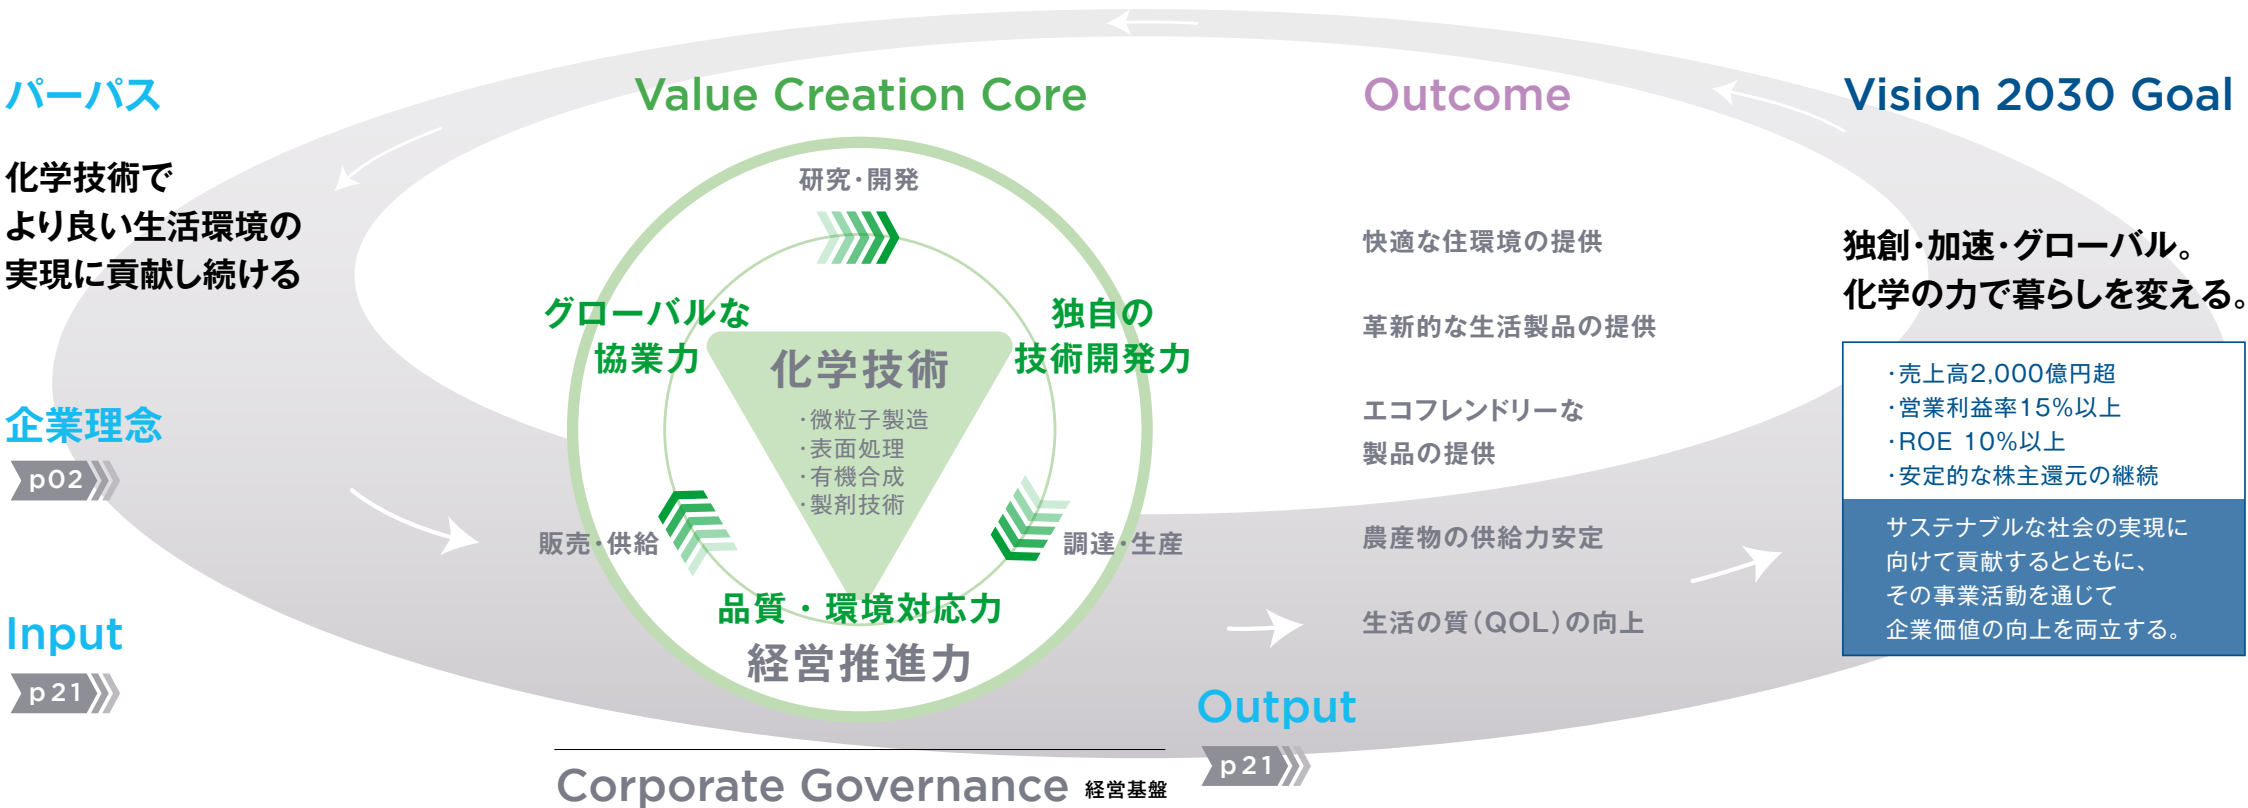 パーパス
化学技術で
より良い生活環境の
実現に貢献し続ける
企業理念
p02
Input
p21
Value Creation Core
研究・開発
グローバルな
協業力
独自の
技術開発力
化学技術
・微粒子製造
・表面処理
・有機合成
・製剤技術
販売・供給
調達・生産
品質・環境対応力
経営推進力
Corporate Governance 経営基盤
Output
p21
Outcome
快適な住環境の提供
革新的な生活製品の提供
エコフレンドリーな
製品の提供
農産物の供給力安定
生活の質(QOL)の向上
Vision 2030 Goal
独創・加速・グローバル。
化学の力で暮らしを変える。
・売上高2,000億円超
・営業利益率15%以上
・ROE 10%以上
・安定的な株主還元の継続
サステナブルな社会の実現に
向けて貢献するとともに、
その事業活動を通じて
企業価値の向上を両立する。